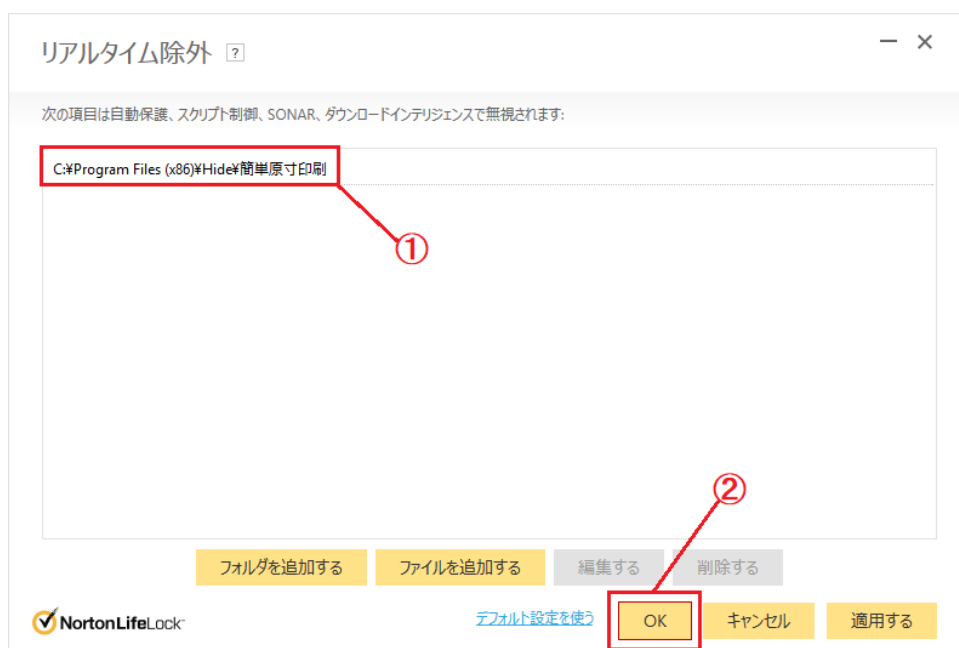 リアルタイム除外 ?
次の項目は自動保護、スクリプト制御、SONAR、ダウンロードインテリジェンスで無視されます:
C:¥Program Files (x86)¥Hide¥簡単原寸印刷
①
②
フォルダを追加する ファイルを追加する 編集する 削除する
NortonLifeLock デフォルト設定を使う OK キャンセル 適用する